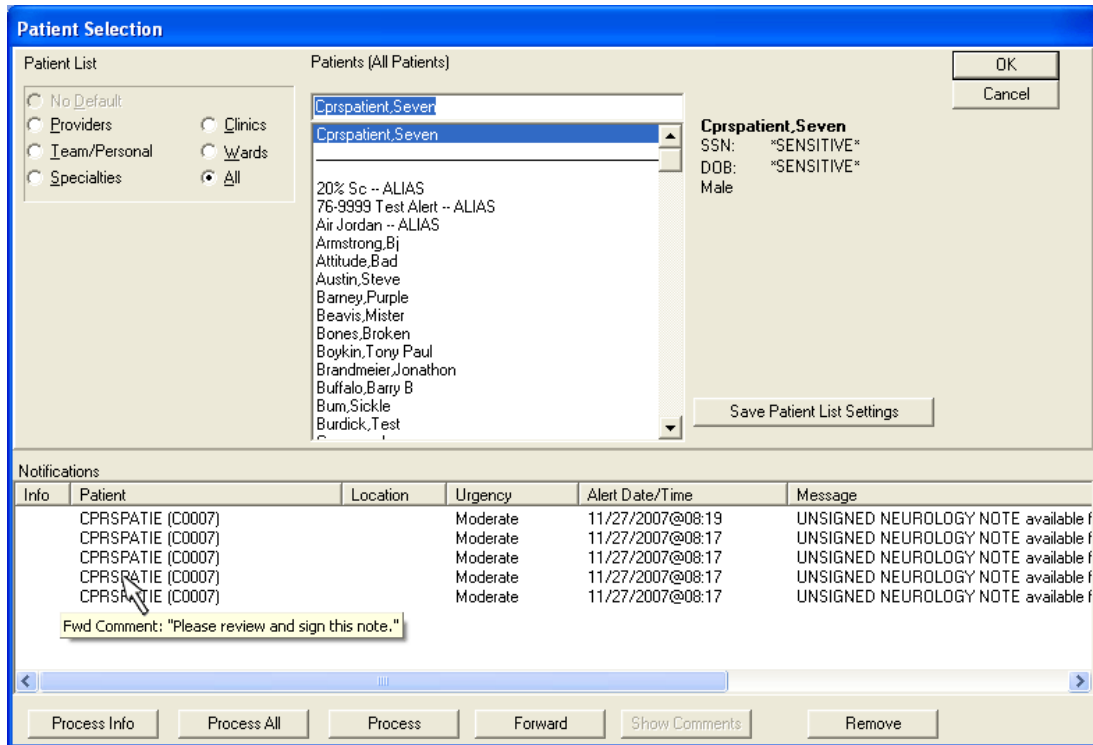 Patient Selection
Patient List
No Default
Providers
Clinics
Team/Personal
Wards
Specialties
All
Patients (All Patients)
Cprspatient,Seven
Cprspatient,Seven
20% Sc -- ALIAS
76-9999 Test Alert -- ALIAS
Air Jordan -- ALIAS
Armstrong,Bj
Attitude,Bad
Austin,Steve
Barney,Purple
Beavis,Mister
Bones,Broken
Boykin,Tony Paul
Brandmeier,Jonathon
Buffalo,Barry B
Bum,Sickle
Burdick,Test
OK
Cancel
Cprspatient,Seven
SSN: *SENSITIVE*
DOB: *SENSITIVE*
Male
Save Patient List Settings
Notifications
Info Patient Location Urgency Alert Date/Time Message
CPRSPATIE (C0007) Moderate 11/27/2007@08:19 UNSIGNED NEUROLOGY NOTE available f
CPRSPATIE (C0007) Moderate 11/27/2007@08:17 UNSIGNED NEUROLOGY NOTE available f
CPRSPATIE (C0007) Moderate 11/27/2007@08:17 UNSIGNED NEUROLOGY NOTE available f
CPRSPATIE (C0007) Moderate 11/27/2007@08:17 UNSIGNED NEUROLOGY NOTE available f
CPRSPATIE (C0007) Moderate 11/27/2007@08:17 UNSIGNED NEUROLOGY NOTE available f
Fwd Comment: "Please review and sign this note."
Process Info Process All Process Forward Show Comments Remove